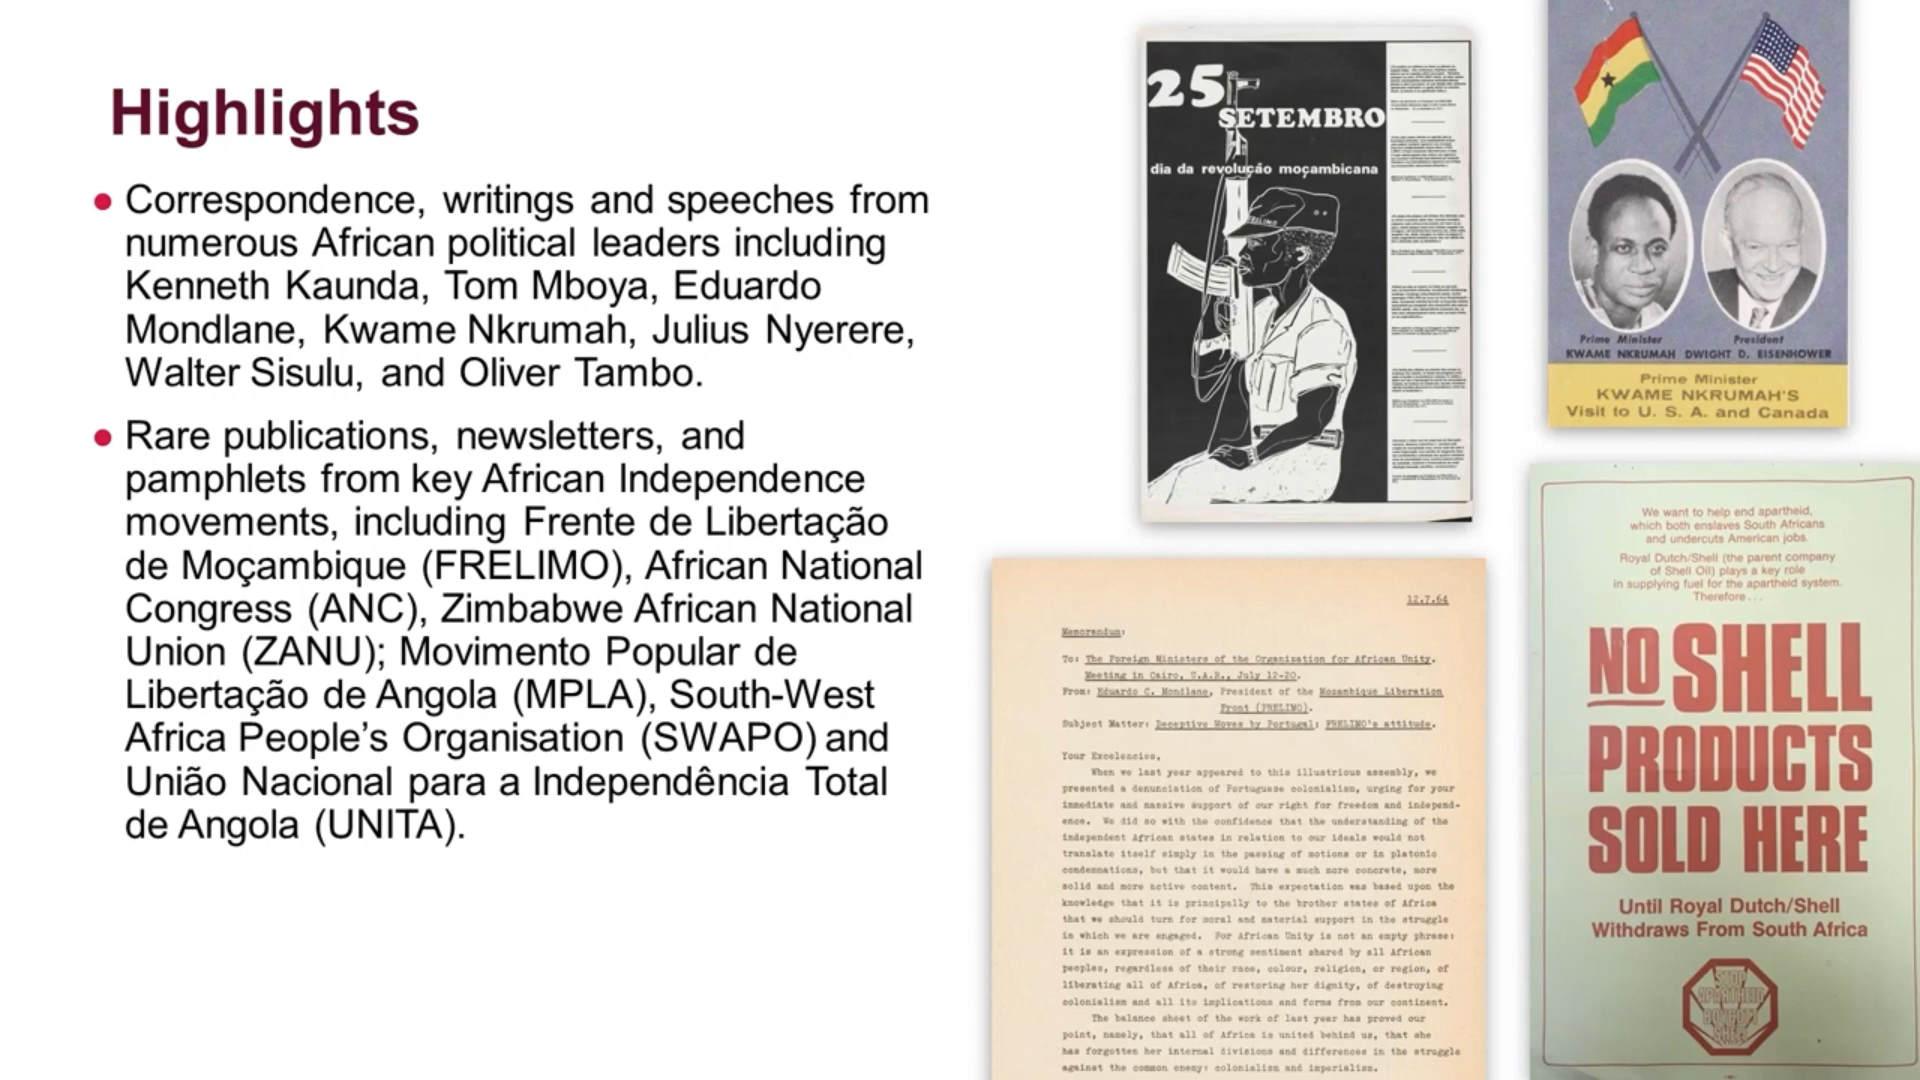 Highlights
Correspondence, writings and speeches from
numerous African political leaders including
Kenneth Kaunda, Tom Mboya, Eduardo
Mondlane, Kwame Nkrumah, Julius Nyerere,
Walter Sisulu, and Oliver Tambo.
Rare publications, newsletters, and
pamphlets from key African Independence
movements, including Frente de Libertação
de Moçambique (FRELIMO), African National
Congress (ANC), Zimbabwe African National
Union (ZANU); Movimento Popular de
Libertação de Angola (MPLA), South-West
Africa People’s Organisation (SWAPO) and
União Nacional para a Independência Total
de Angola (UNITA).
25
SETEMBRO
dia da revolução moçambicana
FRELIMO
Prime Minister
KWAME NKRUMAH
President
DWIGHT D. EISENHOWER
Prime Minister
KWAME NKRUMAH'S
Visit to U. S. A. and Canada
12.7.64
Memorandum:
To: The Foreign Ministers of the Organization for African Unity.
Meeting in Cairo, U.A.R., July 12-20.
From: Eduardo C. Mondlane, President of the Mozambique Liberation
Front (FRELIMO).
Subject Matter: Deceptive Moves by Portugal; FRELIMO's attitude.
Your Excelencies,
When we last year appeared to this illustrious assembly, we
presented a denunciation of Portuguese colonialism, urging for your
immediate and massive support of our right for freedom and independ-
ence. We did so with the confidence that the understanding of the
independent African states in relation to our ideals would not
translate itself simply in the passing of motions or in platonic
condemnations, but that it would have a much more concrete, more
solid and more active content. This expectation was based upon the
knowledge that it is principally to the brother states of Africa
that we should turn for moral and material support in the struggle
in which we are engaged. For African Unity is not an empty phrase:
it is an expression of a strong sentiment shared by all African
peoples, regardless of their race, colour, religion, or region, of
liberating all of Africa, of restoring her dignity, of destroying
colonialism and all its implications and forms from our continent.
The balance sheet of the work of last year has proved our
point, namely, that all of Africa is united behind us, that she
has forgotten her internal divisions and differences in the struggle
against the common enemy: colonialism and imperialism.
We want to help end apartheid,
which both enslaves South Africans
and undercuts American jobs.
Royal Dutch/Shell (the parent company
of Shell Oil) plays a key role
in supplying fuel for the apartheid system.
Therefore . . .
NO SHELL
PRODUCTS
SOLD HERE
Until Royal Dutch/Shell
Withdraws From South Africa
STOP
APARTHEID
BOYCOTT
SHELL